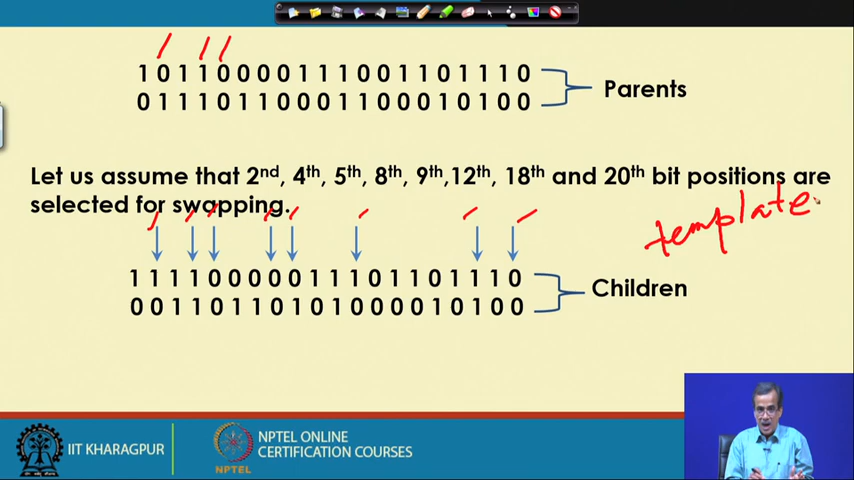 1 0 1 1 0 0 0 0 1 1 1 0 0 1 1 0 1 1 1 0
0 1 1 1 0 1 1 0 0 0 1 1 0 0 0 1 0 1 0 0
Parents
Let us assume that 2nd, 4th, 5th, 8th, 9th,12th, 18th and 20th bit positions are
selected for swapping.
template
1 1 1 1 0 0 0 0 0 1 1 1 0 1 1 0 1 1 1 0
0 0 1 1 0 1 1 0 1 0 1 0 0 0 0 1 0 1 0 0
Children
IIT KHARAGPUR
NPTEL
NPTEL ONLINE
CERTIFICATION COURSES